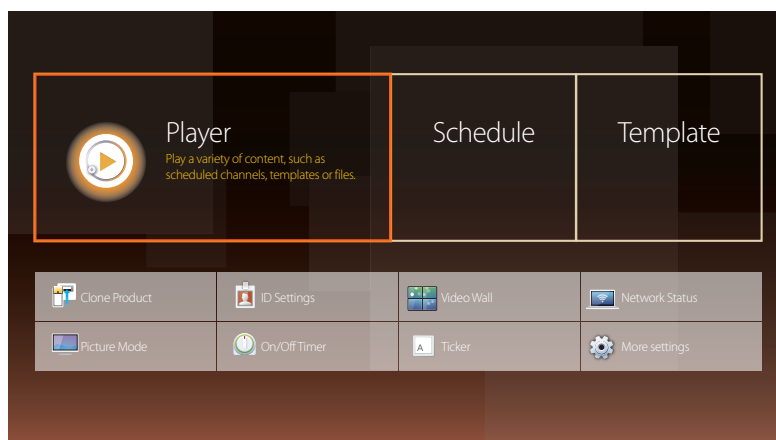 Player
Play a variety of content, such as
scheduled channels, templates or files.
Schedule
Template
Clone Product
ID Settings
Video Wall
Network Status
Picture Mode
On/Off Timer
A
Ticker
More settings